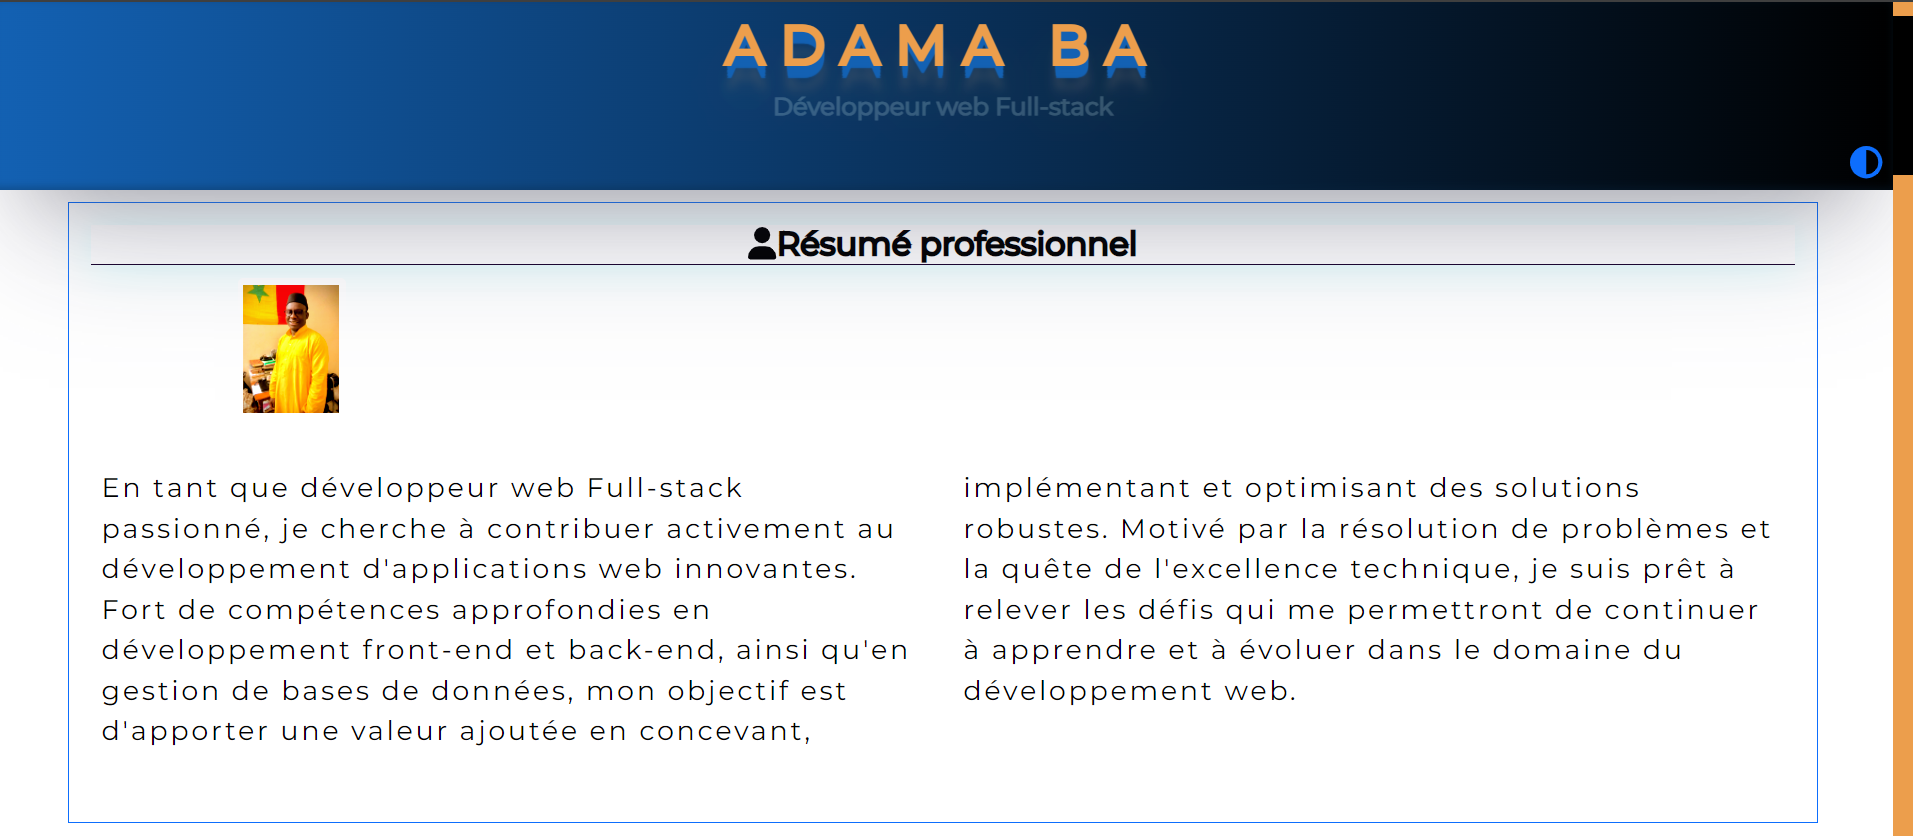 ADAMA BA
Développeur web Full-stack
Résumé professionnel
En tant que développeur web Full-stack
passionné, je cherche à contribuer activement au
développement d'applications web innovantes.
Fort de compétences approfondies en
développement front-end et back-end, ainsi qu'en
gestion de bases de données, mon objectif est
d'apporter une valeur ajoutée en concevant,
implémentant et optimisant des solutions
robustes. Motivé par la résolution de problèmes et
la quête de l'excellence technique, je suis prêt à
relever les défis qui me permettront de continuer
à apprendre et à évoluer dans le domaine du
développement web.